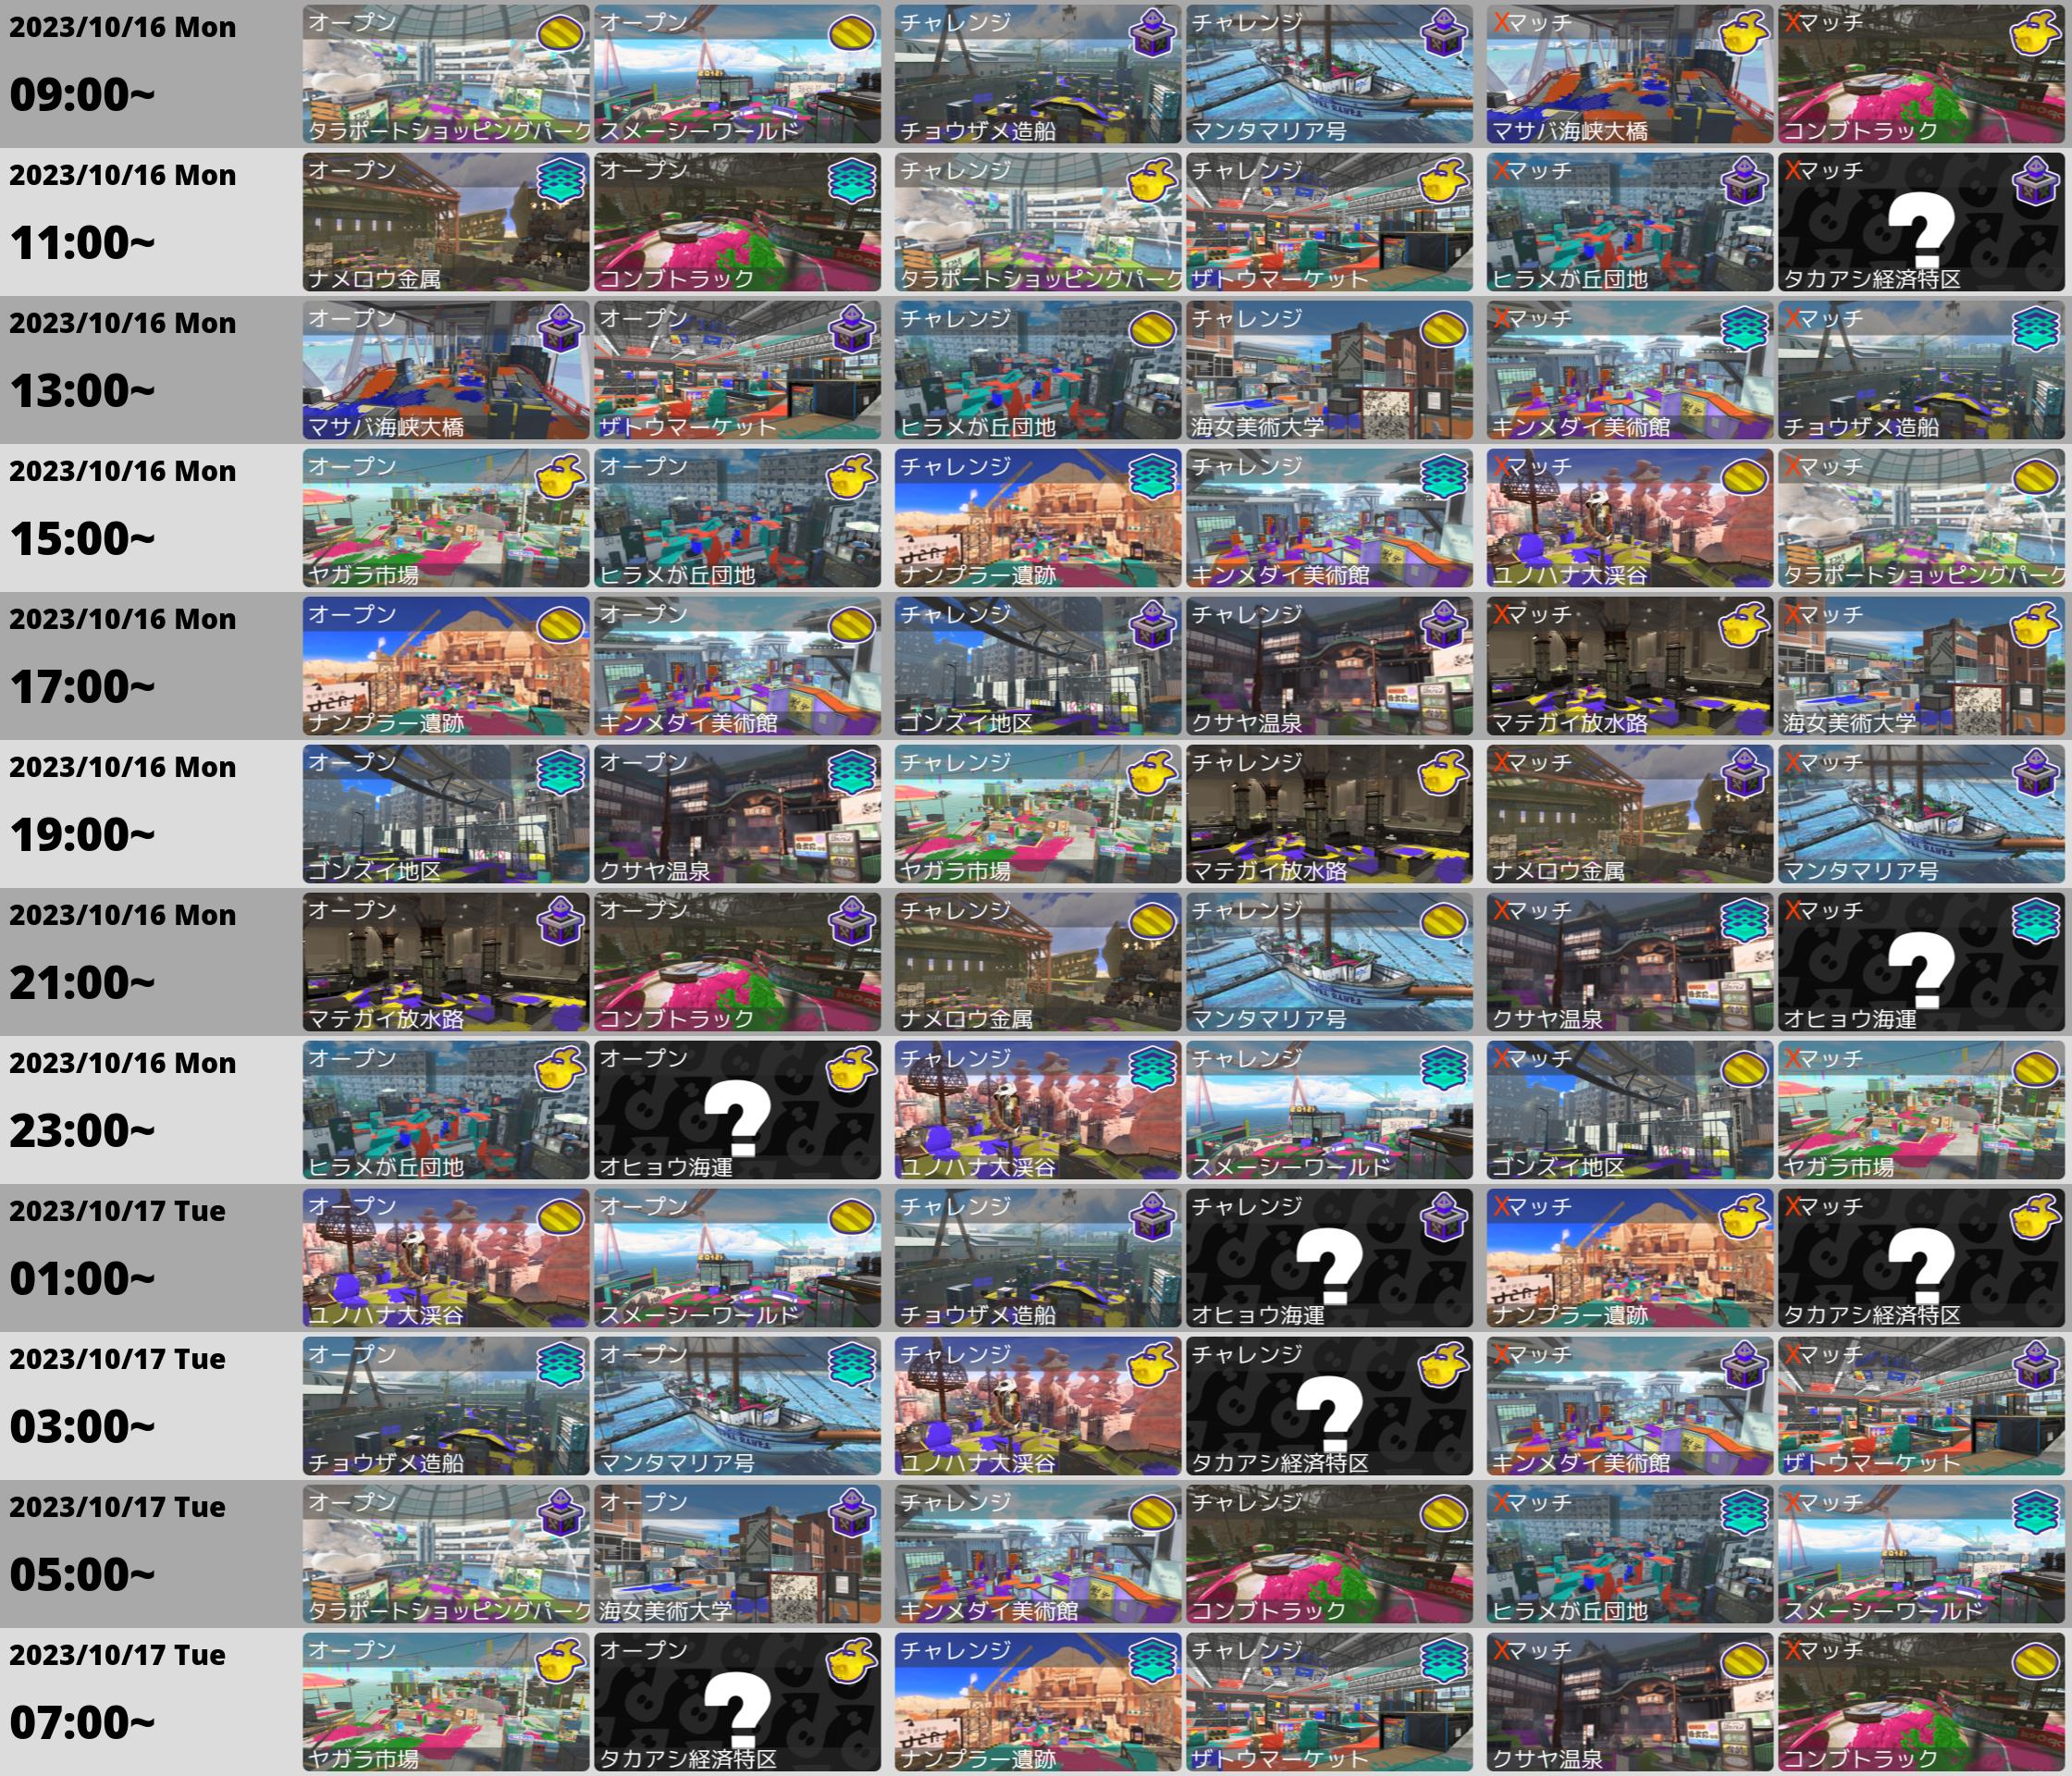 2023/10/16 Mon
09:00~
オープン
タラポートショッピングパーク
オープン
スメーシーワールド
チャレンジ
チョウザメ造船
チャレンジ
マンタマリア号
Xマッチ
マサバ海峡大橋
Xマッチ
コンブトラック
2023/10/16 Mon
11:00~
オープン
ナメロウ金属
オープン
コンブトラック
チャレンジ
タラポートショッピングパーク
チャレンジ
ザトウマーケット
Xマッチ
ヒラメが丘団地
Xマッチ
?
タカアシ経済特区
2023/10/16 Mon
13:00~
オープン
マサバ海峡大橋
オープン
ザトウマーケット
チャレンジ
ヒラメが丘団地
チャレンジ
海女美術大学
Xマッチ
キンメダイ美術館
Xマッチ
チョウザメ造船
2023/10/16 Mon
15:00~
オープン
ヤガラ市場
オープン
ヒラメが丘団地
チャレンジ
ナンプラー遺跡
チャレンジ
キンメダイ美術館
Xマッチ
ユノハナ大渓谷
Xマッチ
タラポートショッピングパーク
2023/10/16 Mon
17:00~
オープン
ナンプラー遺跡
オープン
キンメダイ美術館
チャレンジ
ゴンズイ地区
チャレンジ
クサヤ温泉
Xマッチ
マテガイ放水路
Xマッチ
海女美術大学
2023/10/16 Mon
19:00~
オープン
ゴンズイ地区
オープン
クサヤ温泉
チャレンジ
ヤガラ市場
チャレンジ
マテガイ放水路
Xマッチ
ナメロウ金属
Xマッチ
マンタマリア号
2023/10/16 Mon
21:00~
オープン
マテガイ放水路
オープン
コンブトラック
チャレンジ
ナメロウ金属
チャレンジ
マンタマリア号
Xマッチ
クサヤ温泉
Xマッチ
?
オヒョウ海運
2023/10/16 Mon
23:00~
オープン
ヒラメが丘団地
オープン
?
オヒョウ海運
チャレンジ
ユノハナ大渓谷
チャレンジ
スメーシーワールド
Xマッチ
ゴンズイ地区
Xマッチ
ヤガラ市場
2023/10/17 Tue
01:00~
オープン
ユノハナ大渓谷
オープン
スメーシーワールド
チャレンジ
チョウザメ造船
チャレンジ
?
オヒョウ海運
Xマッチ
ナンプラー遺跡
Xマッチ
?
タカアシ経済特区
2023/10/17 Tue
03:00~
オープン
チョウザメ造船
オープン
マンタマリア号
チャレンジ
ユノハナ大渓谷
チャレンジ
?
タカアシ経済特区
Xマッチ
キンメダイ美術館
Xマッチ
ザトウマーケット
2023/10/17 Tue
05:00~
オープン
タラポートショッピングパーク
オープン
海女美術大学
チャレンジ
キンメダイ美術館
チャレンジ
コンブトラック
Xマッチ
ヒラメが丘団地
Xマッチ
スメーシーワールド
2023/10/17 Tue
07:00~
オープン
ヤガラ市場
オープン
?
タカアシ経済特区
チャレンジ
ナンプラー遺跡
チャレンジ
ザトウマーケット
Xマッチ
クサヤ温泉
Xマッチ
コンブトラック